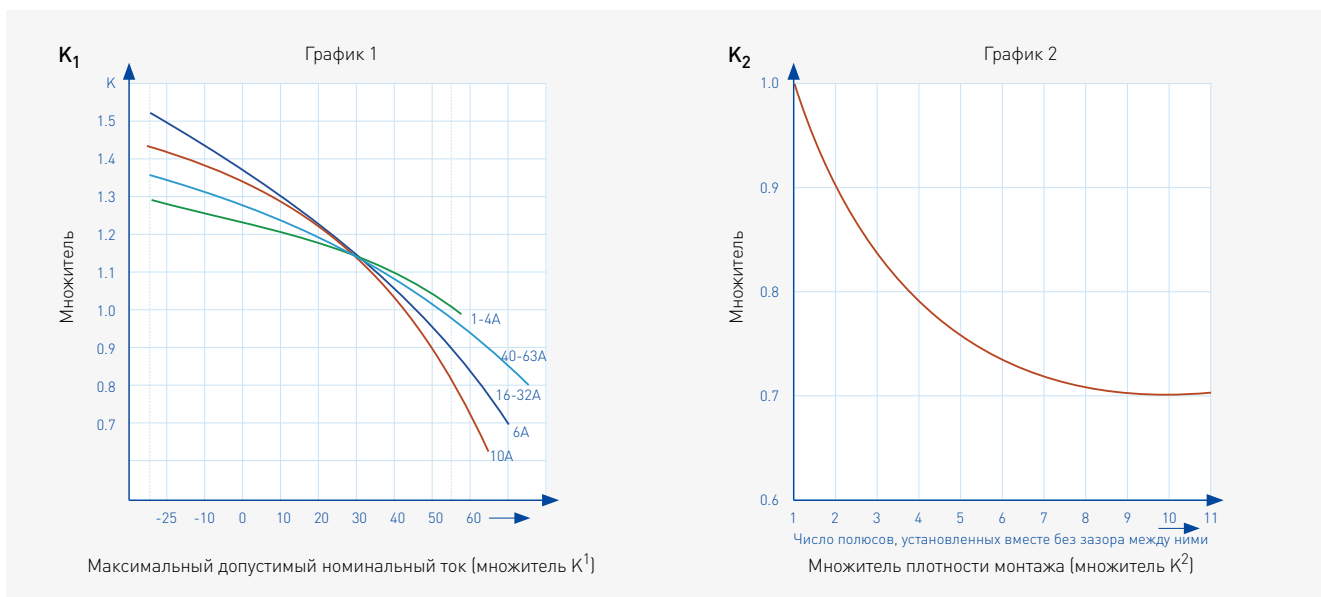 K1
График 1
K
1.5
1.4
1.3
1.2
1.1
1.0
0.9
0.8
0.7
Множитель
1-4A
40-63A
16-32A
6A
10A
-25 -10 0 10 20 30 40 50 60
Максимальный допустимый номинальный ток (множитель K¹)
K2
График 2
1.0
0.9
0.8
0.7
0.6
Множитель
1 2 3 4 5 6 7 8 9 10 11
Число полюсов, установленных вместе без зазора между ними
Множитель плотности монтажа (множитель K²)